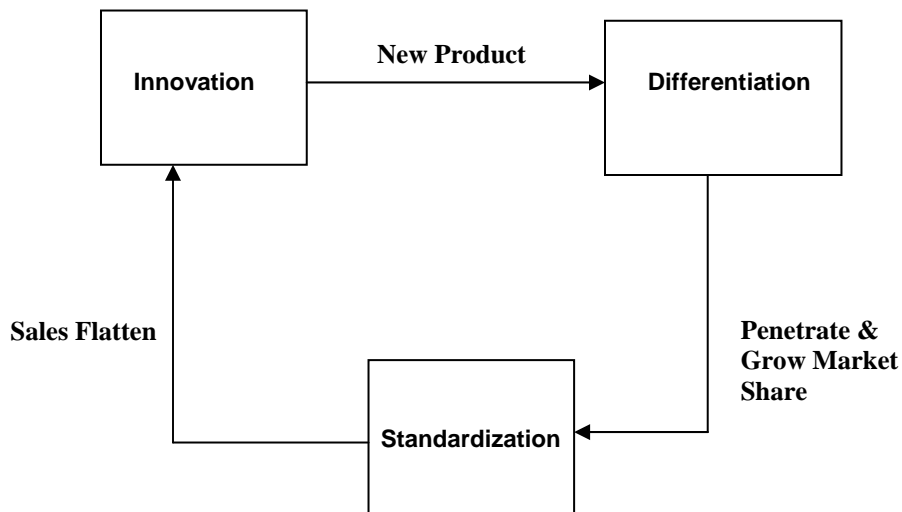 New Product
Innovation
Differentiation
Sales Flatten
Penetrate &
Grow Market
Share
Standardization